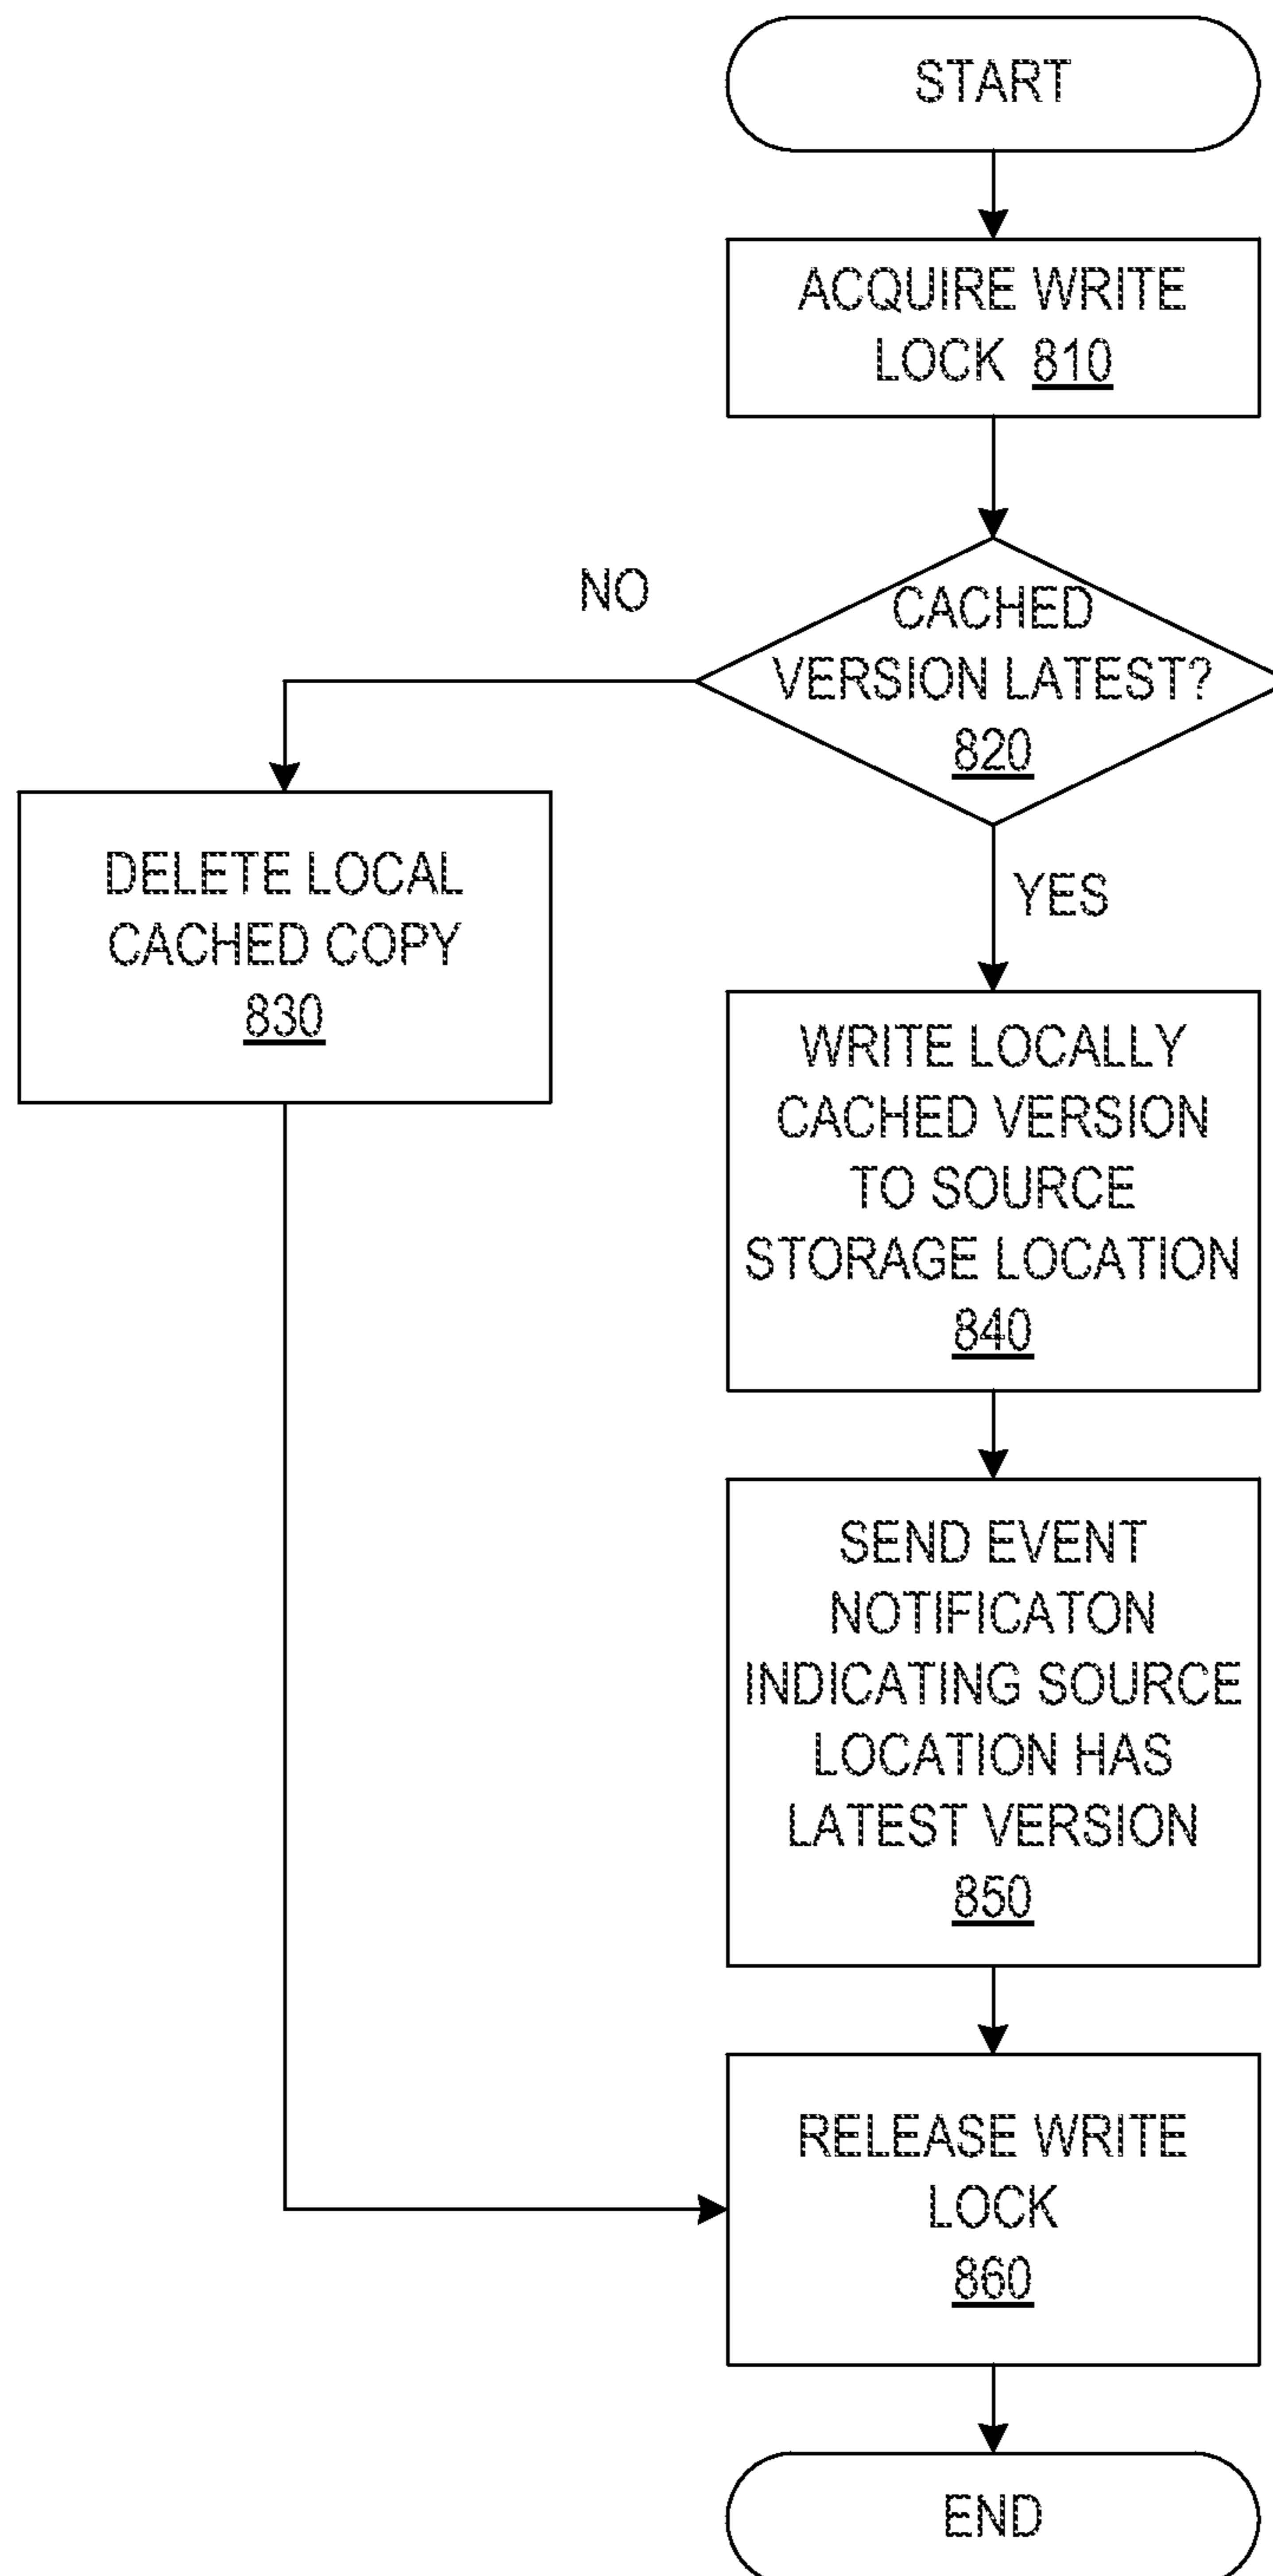 START
ACQUIRE WRITE
LOCK 810
CACHED
VERSION LATEST?
820
NO
YES
DELETE LOCAL
CACHED COPY
830
WRITE LOCALLY
CACHED VERSION
TO SOURCE
STORAGE LOCATION
840
SEND EVENT
NOTIFICATON
INDICATING SOURCE
LOCATION HAS
LATEST VERSION
850
RELEASE WRITE
LOCK
860
END